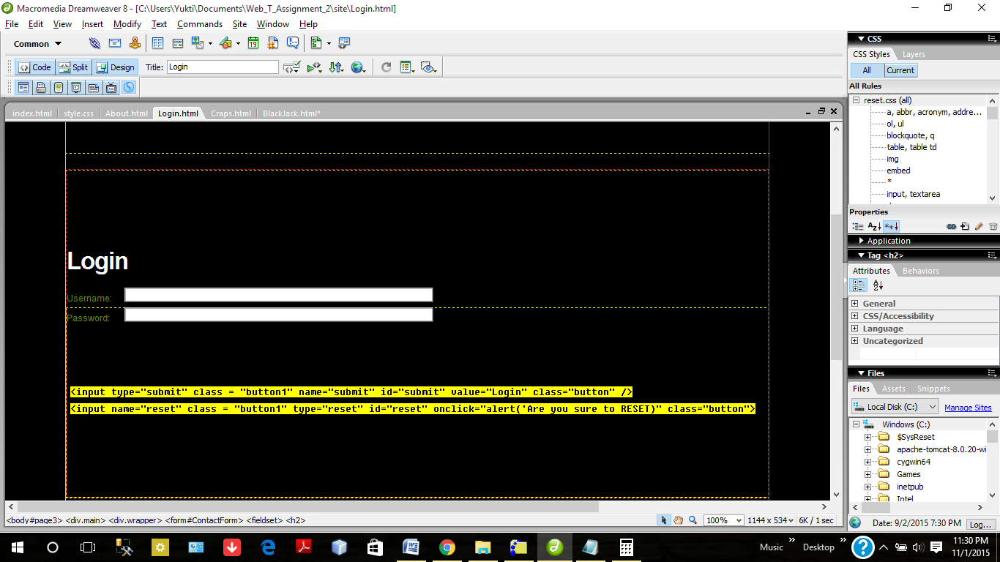 Macromedia Dreamweaver 8 - [C:\Users\Yukti\Documents\Web_T_Assignment_2\site\Login.html]
File Edit View Insert Modify Text Commands Site Window Help
Common
Code Split Design Title: Login
index.html style.css About.html Login.html Craps.html BlackJack.html*
Login
Username:
Password:
<input type="submit" class = "button1" name="submit" id="submit" value="Login" class="button" />
<input name="reset" class = "button1" type="reset" id="reset" onclick="alert('Are you sure to RESET)" class="button">
<body#page3> <div.main> <div.wrapper> <form#ContactForm> <fieldset> <h2>
100% 1144 x 534 6K / 1 sec
CSS
CSS Styles Layers
All Current
All Rules
reset.css (all)
a, abbr, acronym, addre...
ol, ul
blockquote, q
table, table td
img
embed
*
input, textarea
Properties
Application
Tag <h2>
Attributes Behaviors
General
CSS/Accessibility
Language
Uncategorized
Files
Files Assets Snippets
Local Disk (C:) Manage Sites
Windows (C:)
$SysReset
apache-tomcat-8.0.20-wi
cygwin64
Games
inetpub
Intel
Date: 9/2/2015 7:30 PM Log...
Music » Desktop » 11:30 PM
11/1/2015